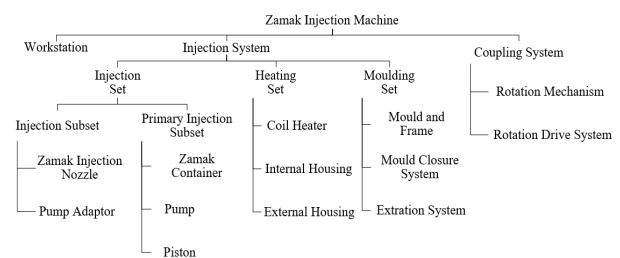 Zamak Injection Machine
Workstation
Injection System
Coupling System
Injection
Set
Heating
Set
Moulding
Set
Rotation Mechanism
Rotation Drive System
Injection Subset
Primary Injection
Subset
Coil Heater
Internal Housing
External Housing
Mould and
Frame
Mould Closure
System
Extration System
Zamak Injection
Nozzle
Pump Adaptor
Zamak
Container
Pump
Piston